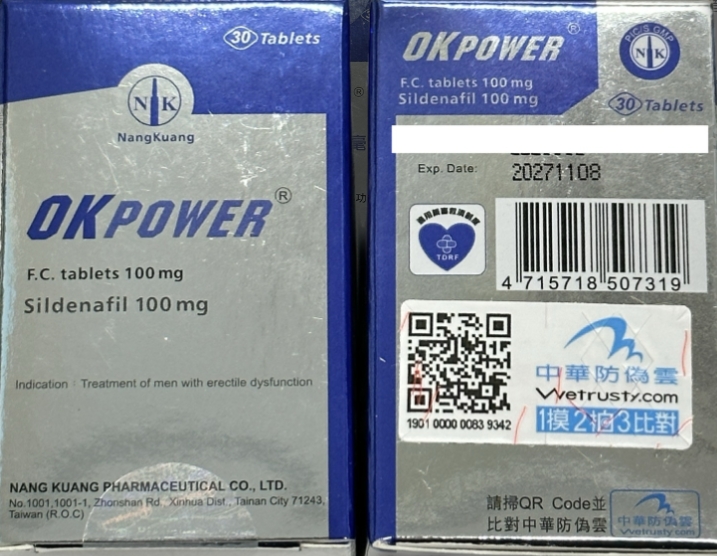 30 Tablets
NK
NangKuang
OKPOWER®
F.C. tablets 100 mg
Sildenafil 100 mg
Indication : Treatment of men with erectile dysfunction
NANG KUANG PHARMACEUTICAL CO., LTD.
No.1001,1001-1, Zhonshan Rd., Xinhua Dist., Tainan City 71243,
Taiwan (R.O.C)
OKPOWER®
F.C. tablets 100 mg
Sildenafil 100 mg
PIC/S GMP
NK
30 Tablets
Exp. Date: 20271108
TDRF
4 715718 507319
1901 0000 0083 9342
中華防偽雲
Wetrusty.com
1摸2拍3比對
請掃QR Code並
比對中華防偽雲
中華防偽雲
Wetrusty.com